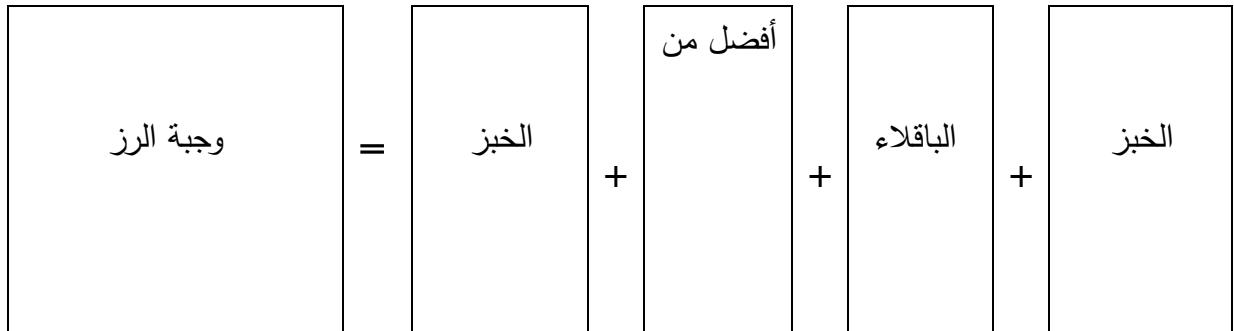 أفضل من
الخبز + الباقلاء + + الخبز = وجبة الرز